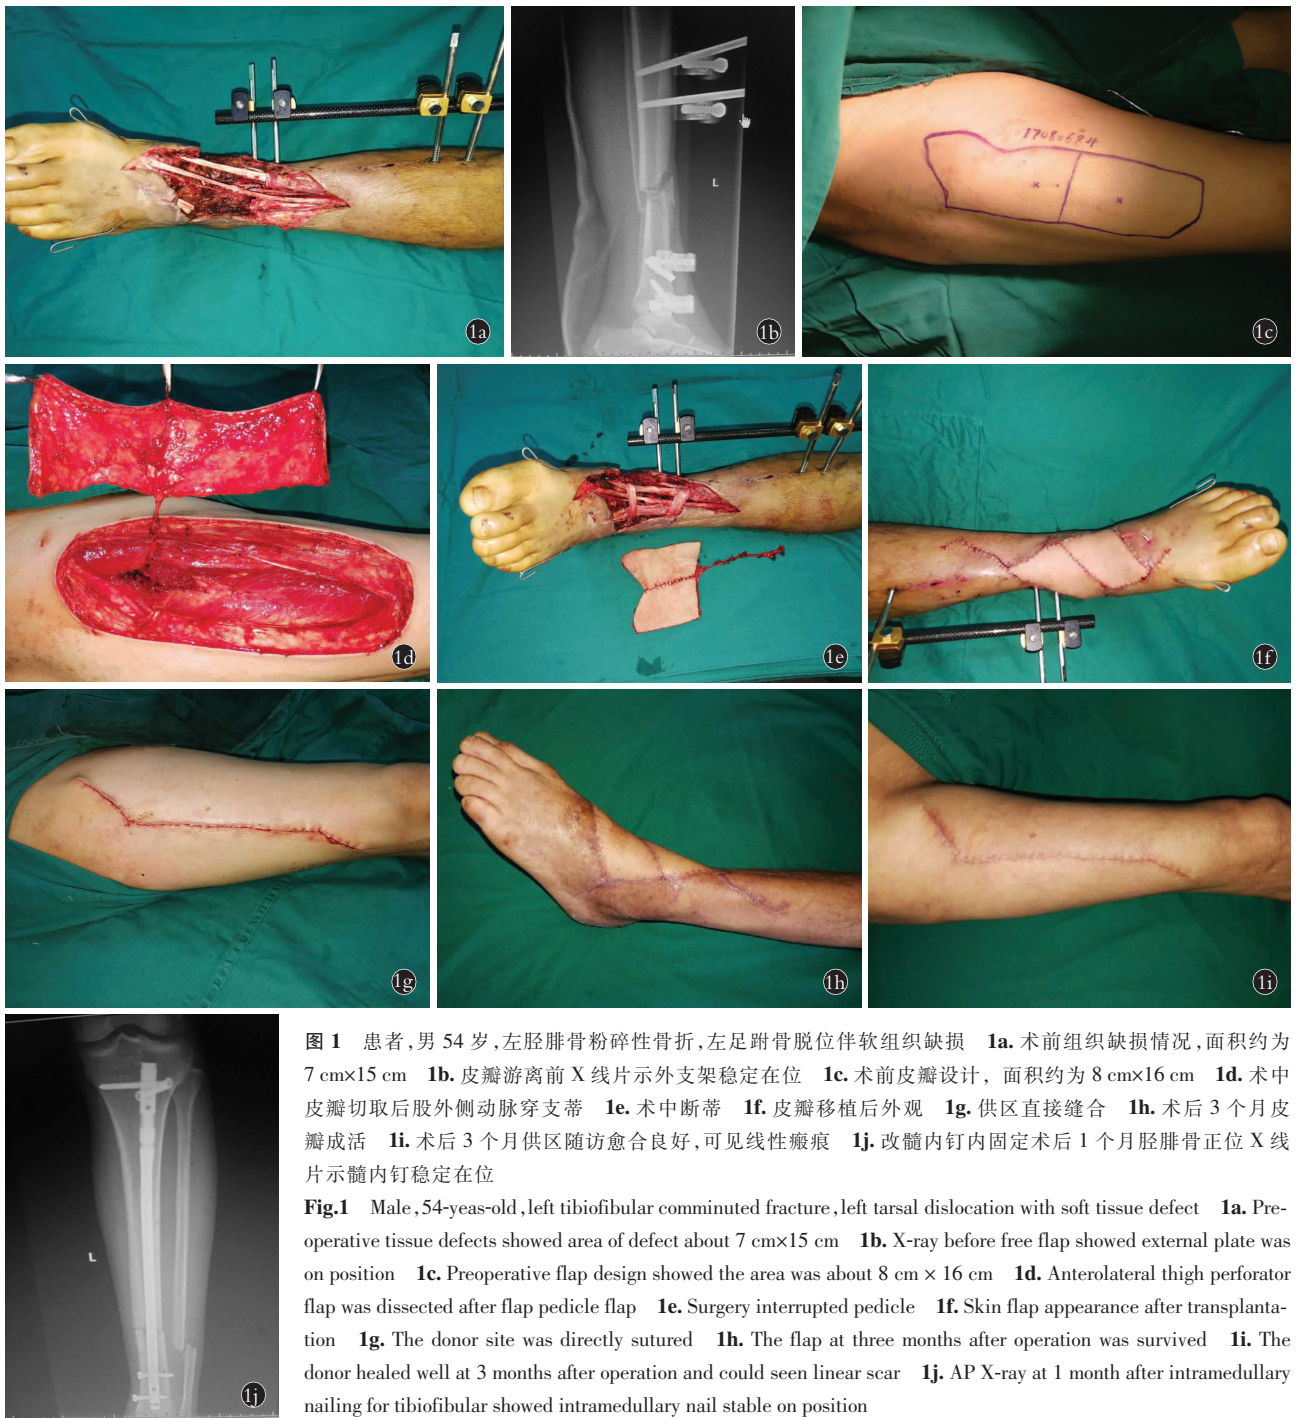 1a
L
1b
1708068순
1c
1d
1e
1f
1g
1h
1i
L
1j
图 1 患者,男 54 岁,左胫腓骨粉碎性骨折,左足跗骨脱位伴软组织缺损 1a. 术前组织缺损情况,面积约为
7 cm×15 cm 1b. 皮瓣游离前 X 线片示外支架稳定在位 1c. 术前皮瓣设计, 面积约为 8 cm×16 cm 1d. 术中
皮瓣切取后股外侧动脉穿支蒂 1e. 术中断蒂 1f. 皮瓣移植后外观 1g. 供区直接缝合 1h. 术后 3 个月皮
瓣成活 1i. 术后 3 个月供区随访愈合良好,可见线性瘢痕 1j. 改髓内钉内固定术后 1 个月胫腓骨正位 X 线
片示髓内钉稳定在位
Fig.1 Male,54-yeas-old,left tibiofibular comminuted fracture,left tarsal dislocation with soft tissue defect 1a. Pre-
operative tissue defects showed area of defect about 7 cm×15 cm 1b. X-ray before free flap showed external plate was
on position 1c. Preoperative flap design showed the area was about 8 cm × 16 cm 1d. Anterolateral thigh perforator
flap was dissected after flap pedicle flap 1e. Surgery interrupted pedicle 1f. Skin flap appearance after transplanta-
tion 1g. The donor site was directly sutured 1h. The flap at three months after operation was survived 1i. The
donor healed well at 3 months after operation and could seen linear scar 1j. AP X-ray at 1 month after intramedullary
nailing for tibiofibular showed intramedullary nail stable on position